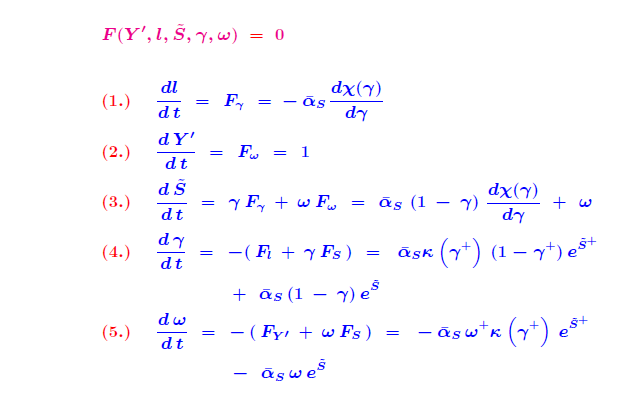 F(Y′, l, S̃, γ, ω) = 0
(1.) dl/dt = F_γ = − ᾱ_S dχ(γ)/dγ
(2.) dY′/dt = F_ω = 1
(3.) dS̃/dt = γ F_γ + ω F_ω = ᾱ_S (1 − γ) dχ(γ)/dγ + ω
(4.) dγ/dt = −( F_l + γ F_S ) = ᾱ_S κ (γ⁺) (1 − γ⁺) e^{S̃⁺}
+ ᾱ_S (1 − γ) e^{S̃}
(5.) dω/dt = − ( F_{Y′} + ω F_S ) = − ᾱ_S ω⁺ κ (γ⁺) e^{S̃⁺}
− ᾱ_S ω e^{S̃}